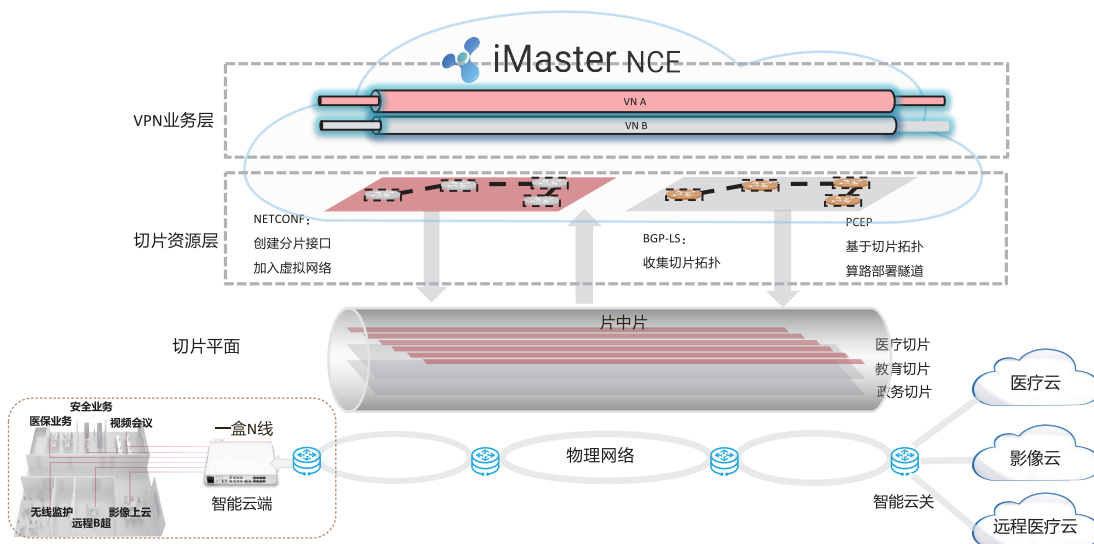 iMaster NCE
VN A
VPN业务层
VN B
NETCONF：
创建分片接口
加入虚拟网络
切片资源层
BGP-LS：
收集切片拓扑
PCEP
基于切片拓扑
算路部署隧道
片中片
切片平面
医疗切片
教育切片
政务切片
安全业务
医保业务
视频会议
一盒N线
无线监护
远程B超
影像上云
智能云端
物理网络
智能云关
医疗云
影像云
远程医疗云